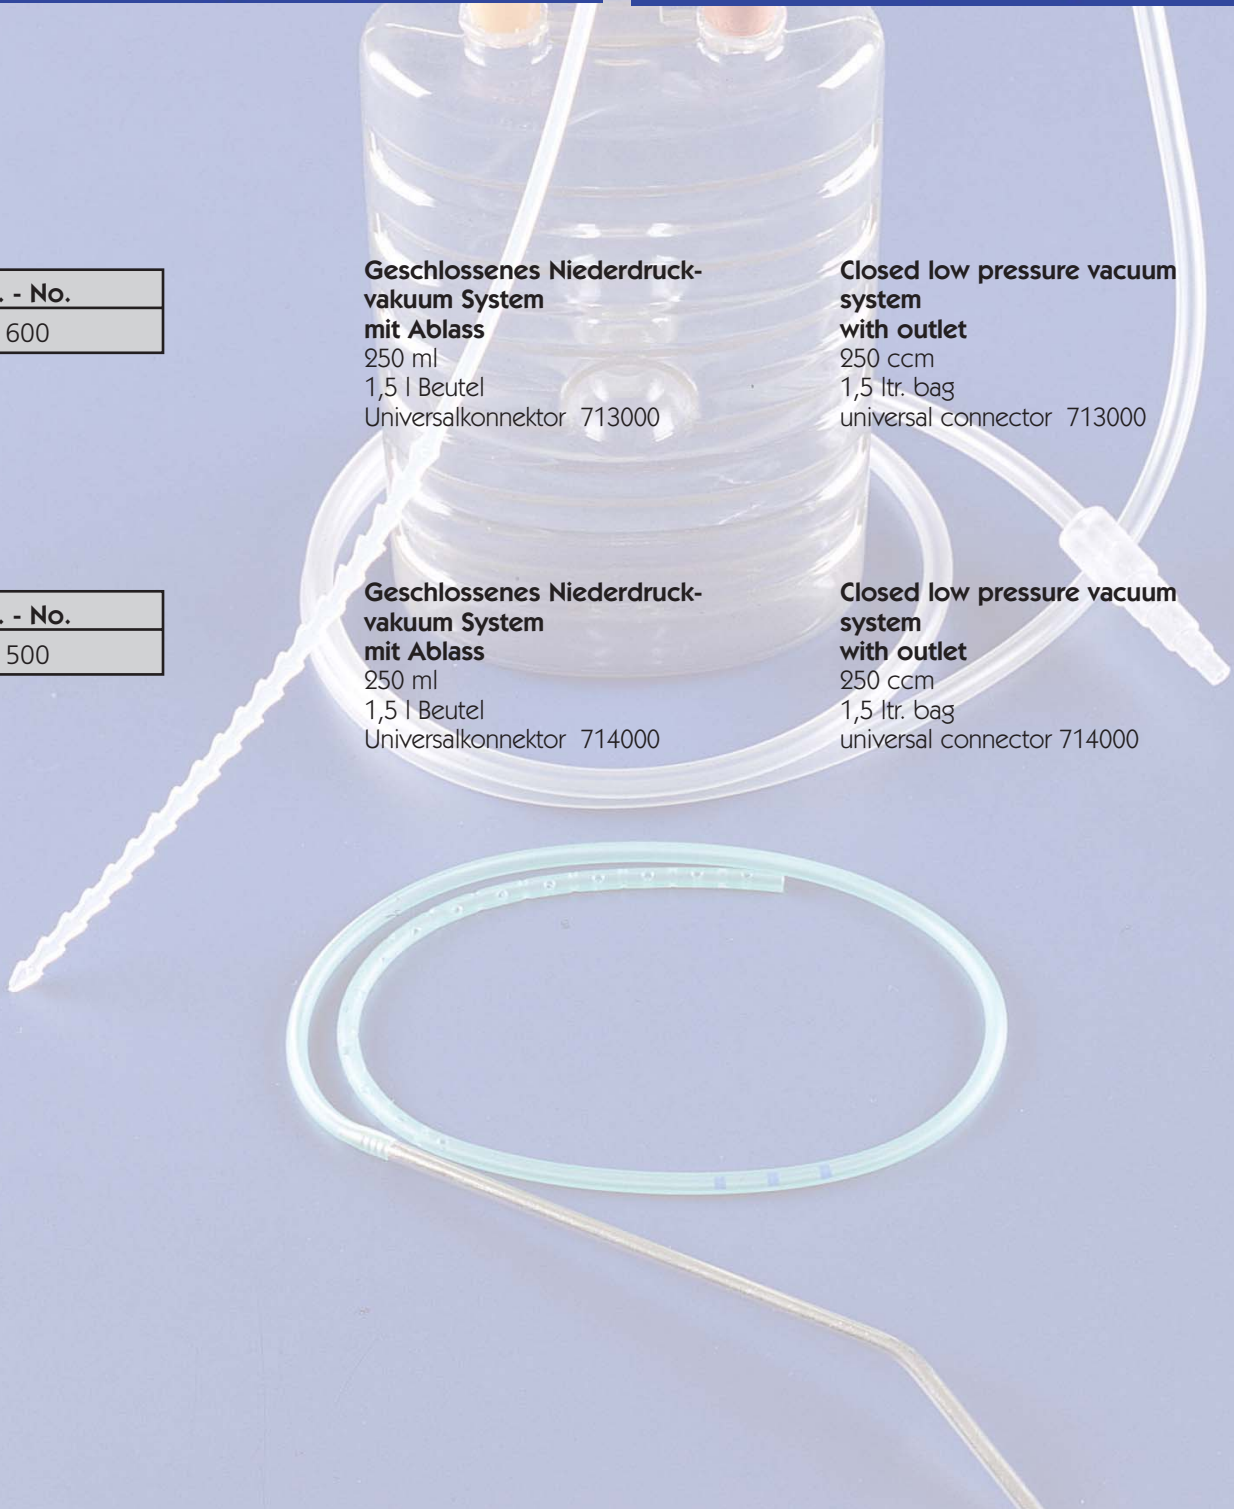 . - No.
600
Geschlossenes Niederdruck-
vakuum System
mit Ablass
250 ml
1,5 l Beutel
Universalkonnektor 713000
Closed low pressure vacuum
system
with outlet
250 ccm
1,5 ltr. bag
universal connector 713000
. - No.
500
Geschlossenes Niederdruck-
vakuum System
mit Ablass
250 ml
1,5 l Beutel
Universalkonnektor 714000
Closed low pressure vacuum
system
with outlet
250 ccm
1,5 ltr. bag
universal connector 714000